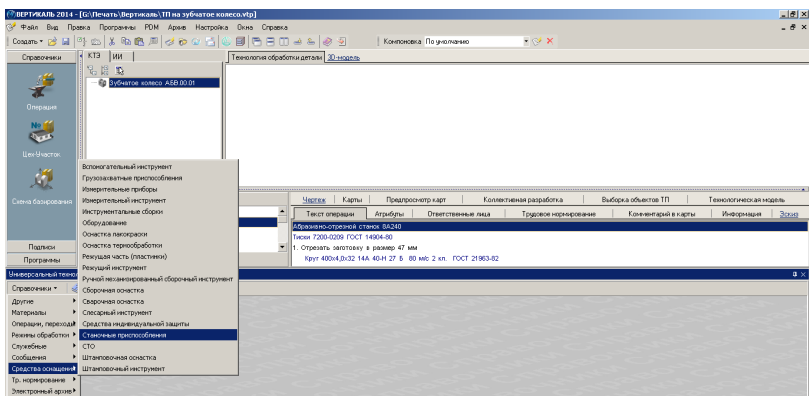 ВЕРТИКАЛЬ 2014 - [G:\Печать\Вертикаль\ТП на зубчатое колесо.vtp]
Файл Вид Правка Программы PDM Архив Настройка Окна Справка
Создать Компоновка По умолчанию
Справочники КТЭ ИИ Технология обработки детали 3D-модель
Зубчатое колесо АБВ.00.01
Операция
Цех-Участок
Схема базирования
Подписи
Программы
Вспомогательный инструмент
Грузозахватные приспособления
Измерительные приборы
Измерительный инструмент
Инструментальные сборки
Оборудование
Оснастка лакокраски
Оснастка термообработки
Режущая часть (пластинки)
Режущий инструмент
Ручной механизированный сборочный инструмент
Сборочная оснастка
Сварочная оснастка
Слесарный инструмент
Средства индивидуальной защиты
Станочные приспособления
СТО
Штамповочная оснастка
Штамповочный инструмент
Чертеж Карты Предпросмотр карт Коллективная разработка Выборка объектов ТП Технологическая модель
Текст операции Атрибуты Ответственные лица Трудовое нормирование Комментарий в карты Информация Эскиз
Абразивно-отрезной станок 8А240
Тиски 7200-0209 ГОСТ 14904-80
1. Отрезать заготовку в размер 47 мм
Круг 400х4,0х32 14А 40-Н 27 Б 80 м/с 2 кл. ГОСТ 21963-82
Универсальный техно
Справочники
Другие
Материалы
Операции, переходы
Режимы обработки
Служебные
Сообщения
Средства оснащения
Тр. нормирование
Электронный архив